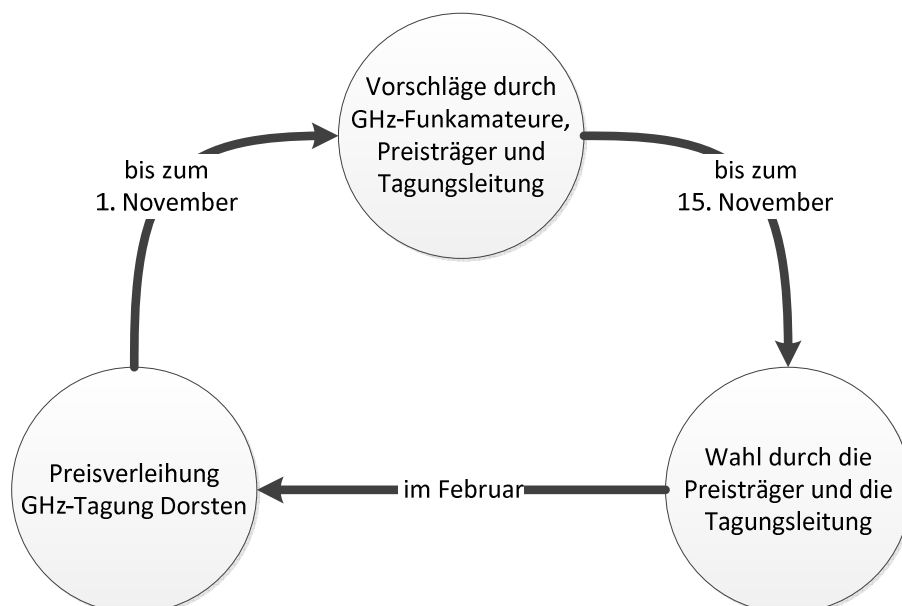 Vorschläge durch
GHz-Funkamateure,
Preisträger und
Tagungsleitung
bis zum
1. November
bis zum
15. November
Preisverleihung
GHz-Tagung Dorsten
im Februar
Wahl durch die
Preisträger und die
Tagungsleitung